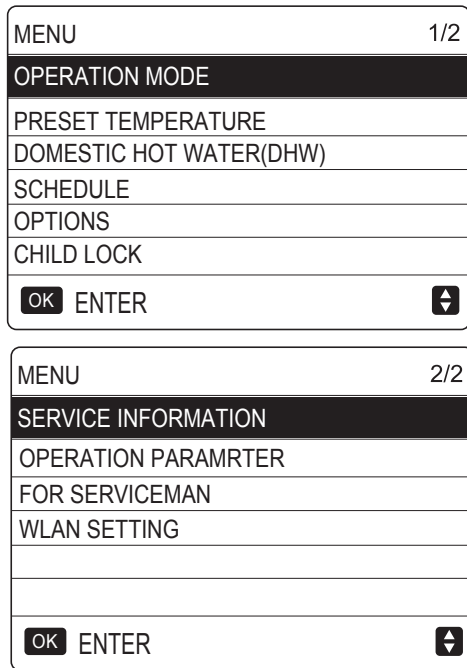 MENU 1/2
OPERATION MODE
PRESET TEMPERATURE
DOMESTIC HOT WATER(DHW)
SCHEDULE
OPTIONS
CHILD LOCK
OK ENTER
MENU 2/2
SERVICE INFORMATION
OPERATION PARAMRTER
FOR SERVICEMAN
WLAN SETTING
OK ENTER